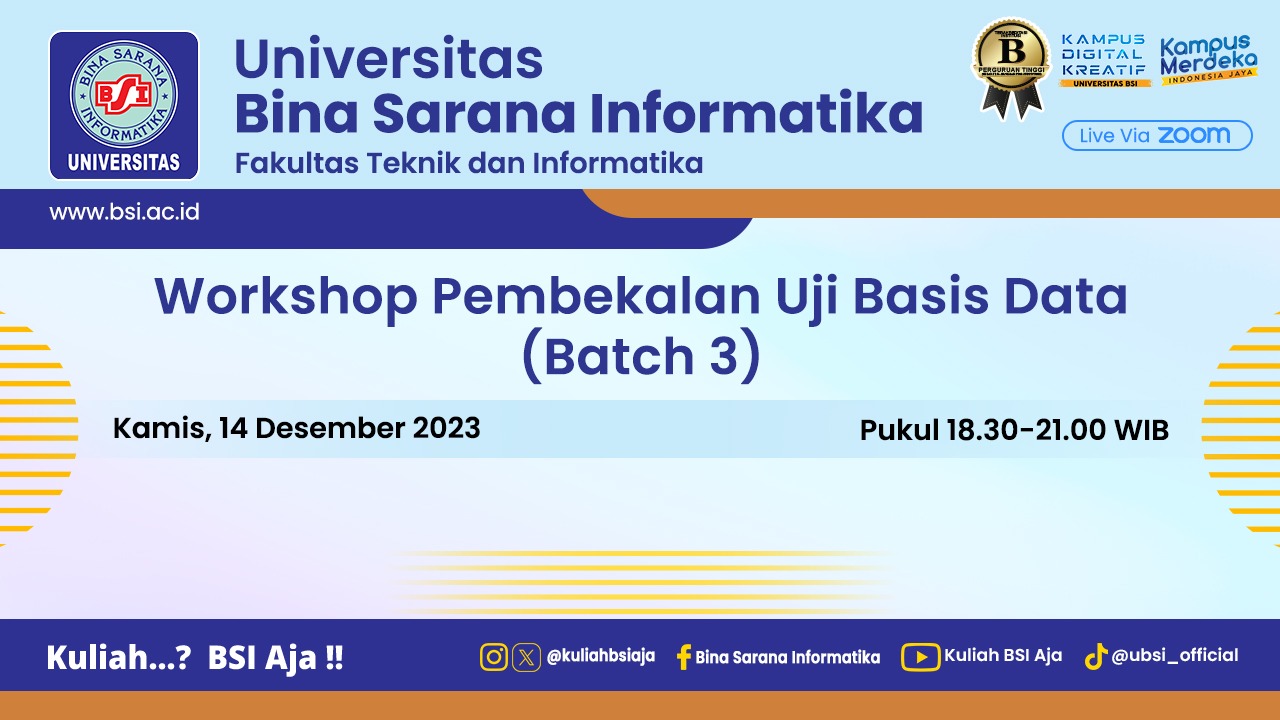 BINA SARANA
BSI
INFORMATIKA
UNIVERSITAS
Universitas
Bina Sarana Informatika
Fakultas Teknik dan Informatika
B
PERGURUAN TINGGI
KAMPUS
DIGITAL
KREATIF
UNIVERSITAS BSI
Kampus
Merdeka
INDONESIA JAYA
Live Via zoom
www.bsi.ac.id
Workshop Pembekalan Uji Basis Data
(Batch 3)
Kamis, 14 Desember 2023
Pukul 18.30-21.00 WIB
Kuliah...? BSI Aja !!
@kuliahbsiaja
Bina Sarana Informatika
Kuliah BSI Aja
@ubsi_official